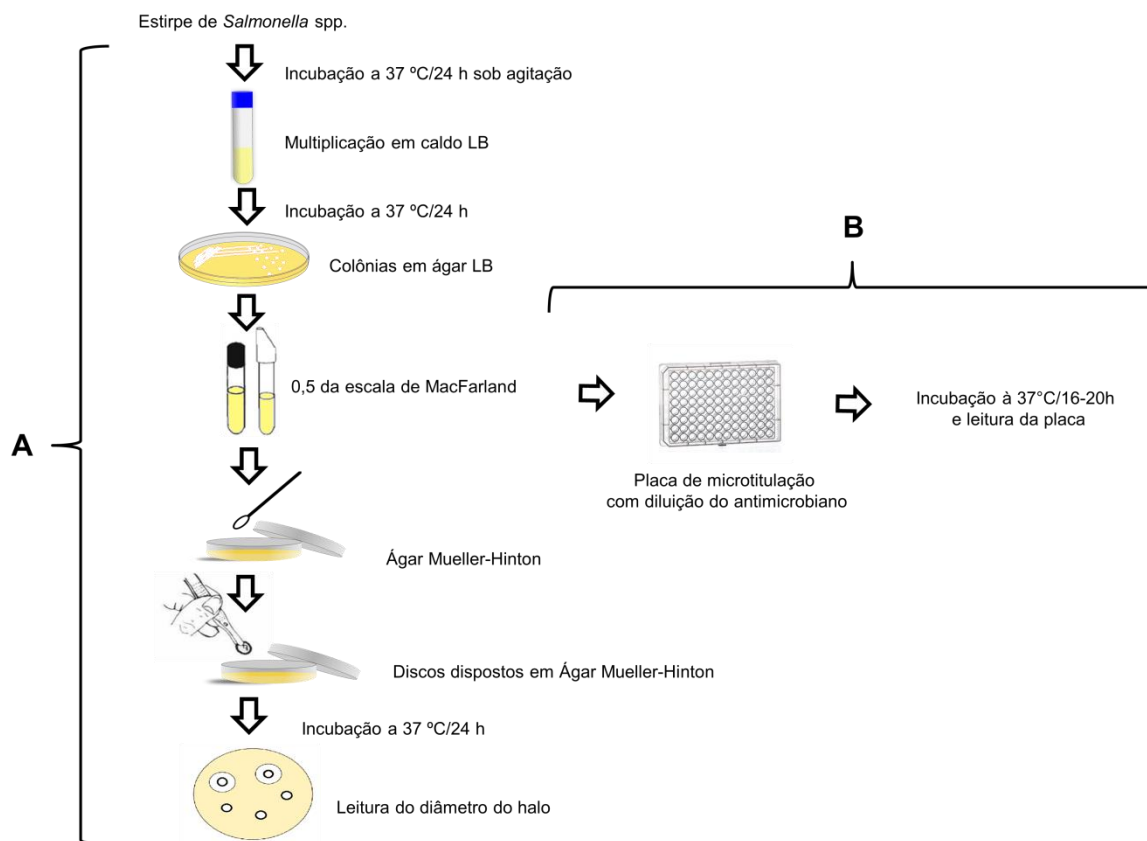 Estirpe de Salmonella spp.
Incubação a 37 ºC/24 h sob agitação
Multiplicação em caldo LB
Incubação a 37 ºC/24 h
Colônias em ágar LB
0,5 da escala de MacFarland
A
Ágar Mueller-Hinton
Discos dispostos em Ágar Mueller-Hinton
Incubação a 37 ºC/24 h
Leitura do diâmetro do halo
B
Placa de microtitulação
com diluição do antimicrobiano
Incubação à 37°C/16-20h
e leitura da placa